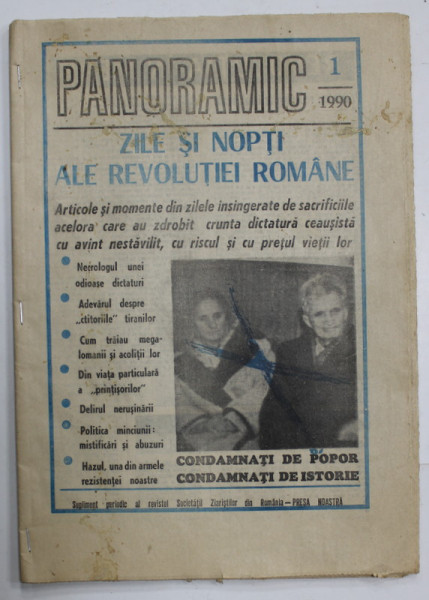 PANORAMIC
1
1990
ZILE ȘI NOPȚI
ALE REVOLUȚIEI ROMÂNE
Articole și momente din zilele insingerate de sacrificiile
acelora care au zdrobit crunta dictatură ceaușistă
cu avint nestăvilit, cu riscul și cu prețul vieții lor
Necrologul unei
odioase dictaturi
Adevărul despre
„ctitoriile” tiranilor
Cum trăiau mega-
lomanii și acoliții lor
Din viața particulară
a „prințișorilor”
Delirul nerușinării
Politica minciunii:
mistificări și abuzuri
Hazul, una din armele
rezistenței noastre
CONDAMNAȚI DE POPOR
CONDAMNAȚI DE ISTORIE
Supliment periodic al revistei Societății Ziariștilor din România — PRESA NOASTRĂ